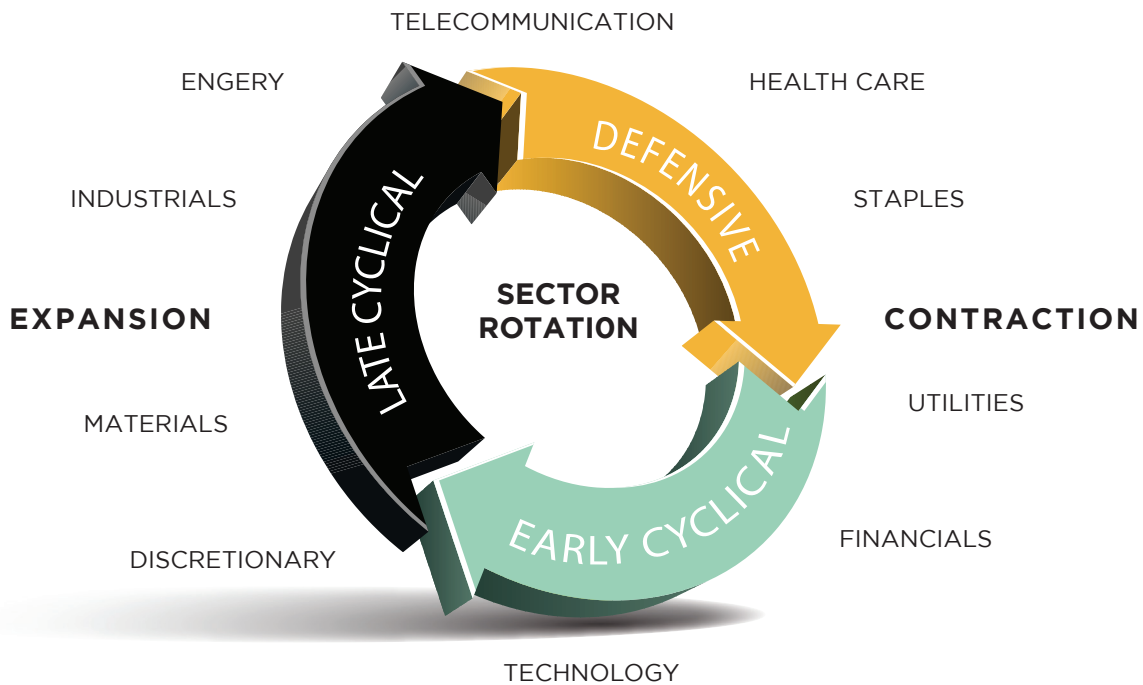 TELECOMMUNICATION
ENGERY
HEALTH CARE
DEFENSIVE
INDUSTRIALS
STAPLES
LATE CYCLICAL
SECTOR
ROTATI0N
EXPANSION
CONTRACTION
UTILITIES
MATERIALS
EARLY CYCLICAL
FINANCIALS
DISCRETIONARY
TECHNOLOGY